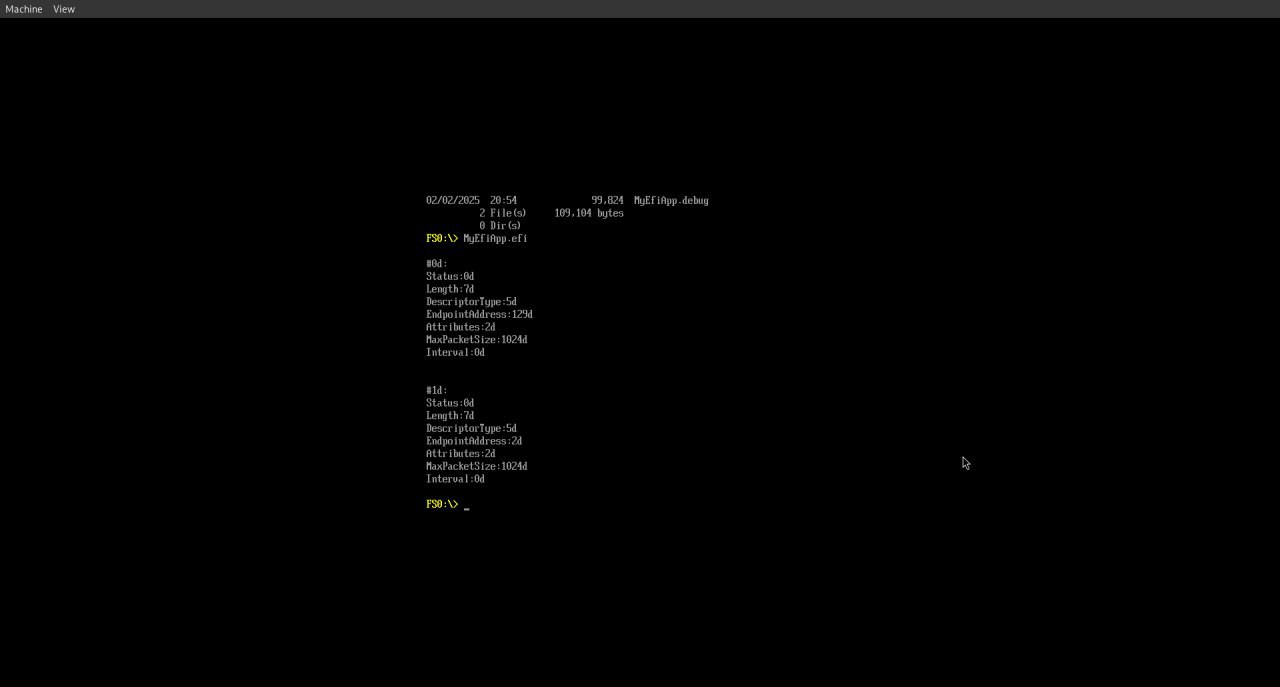 Machine View
02/02/2025 20:54 99,824 MyEfiApp.debug
2 File(s) 109,104 bytes
0 Dir(s)
FS0:\> MyEfiApp.efi
#0d:
Status:0d
Length:7d
DescriptorType:5d
EndpointAddress:129d
Attributes:2d
MaxPacketSize:1024d
Interval:0d
#1d:
Status:0d
Length:7d
DescriptorType:5d
EndpointAddress:2d
Attributes:2d
MaxPacketSize:1024d
Interval:0d
FS0:\> _